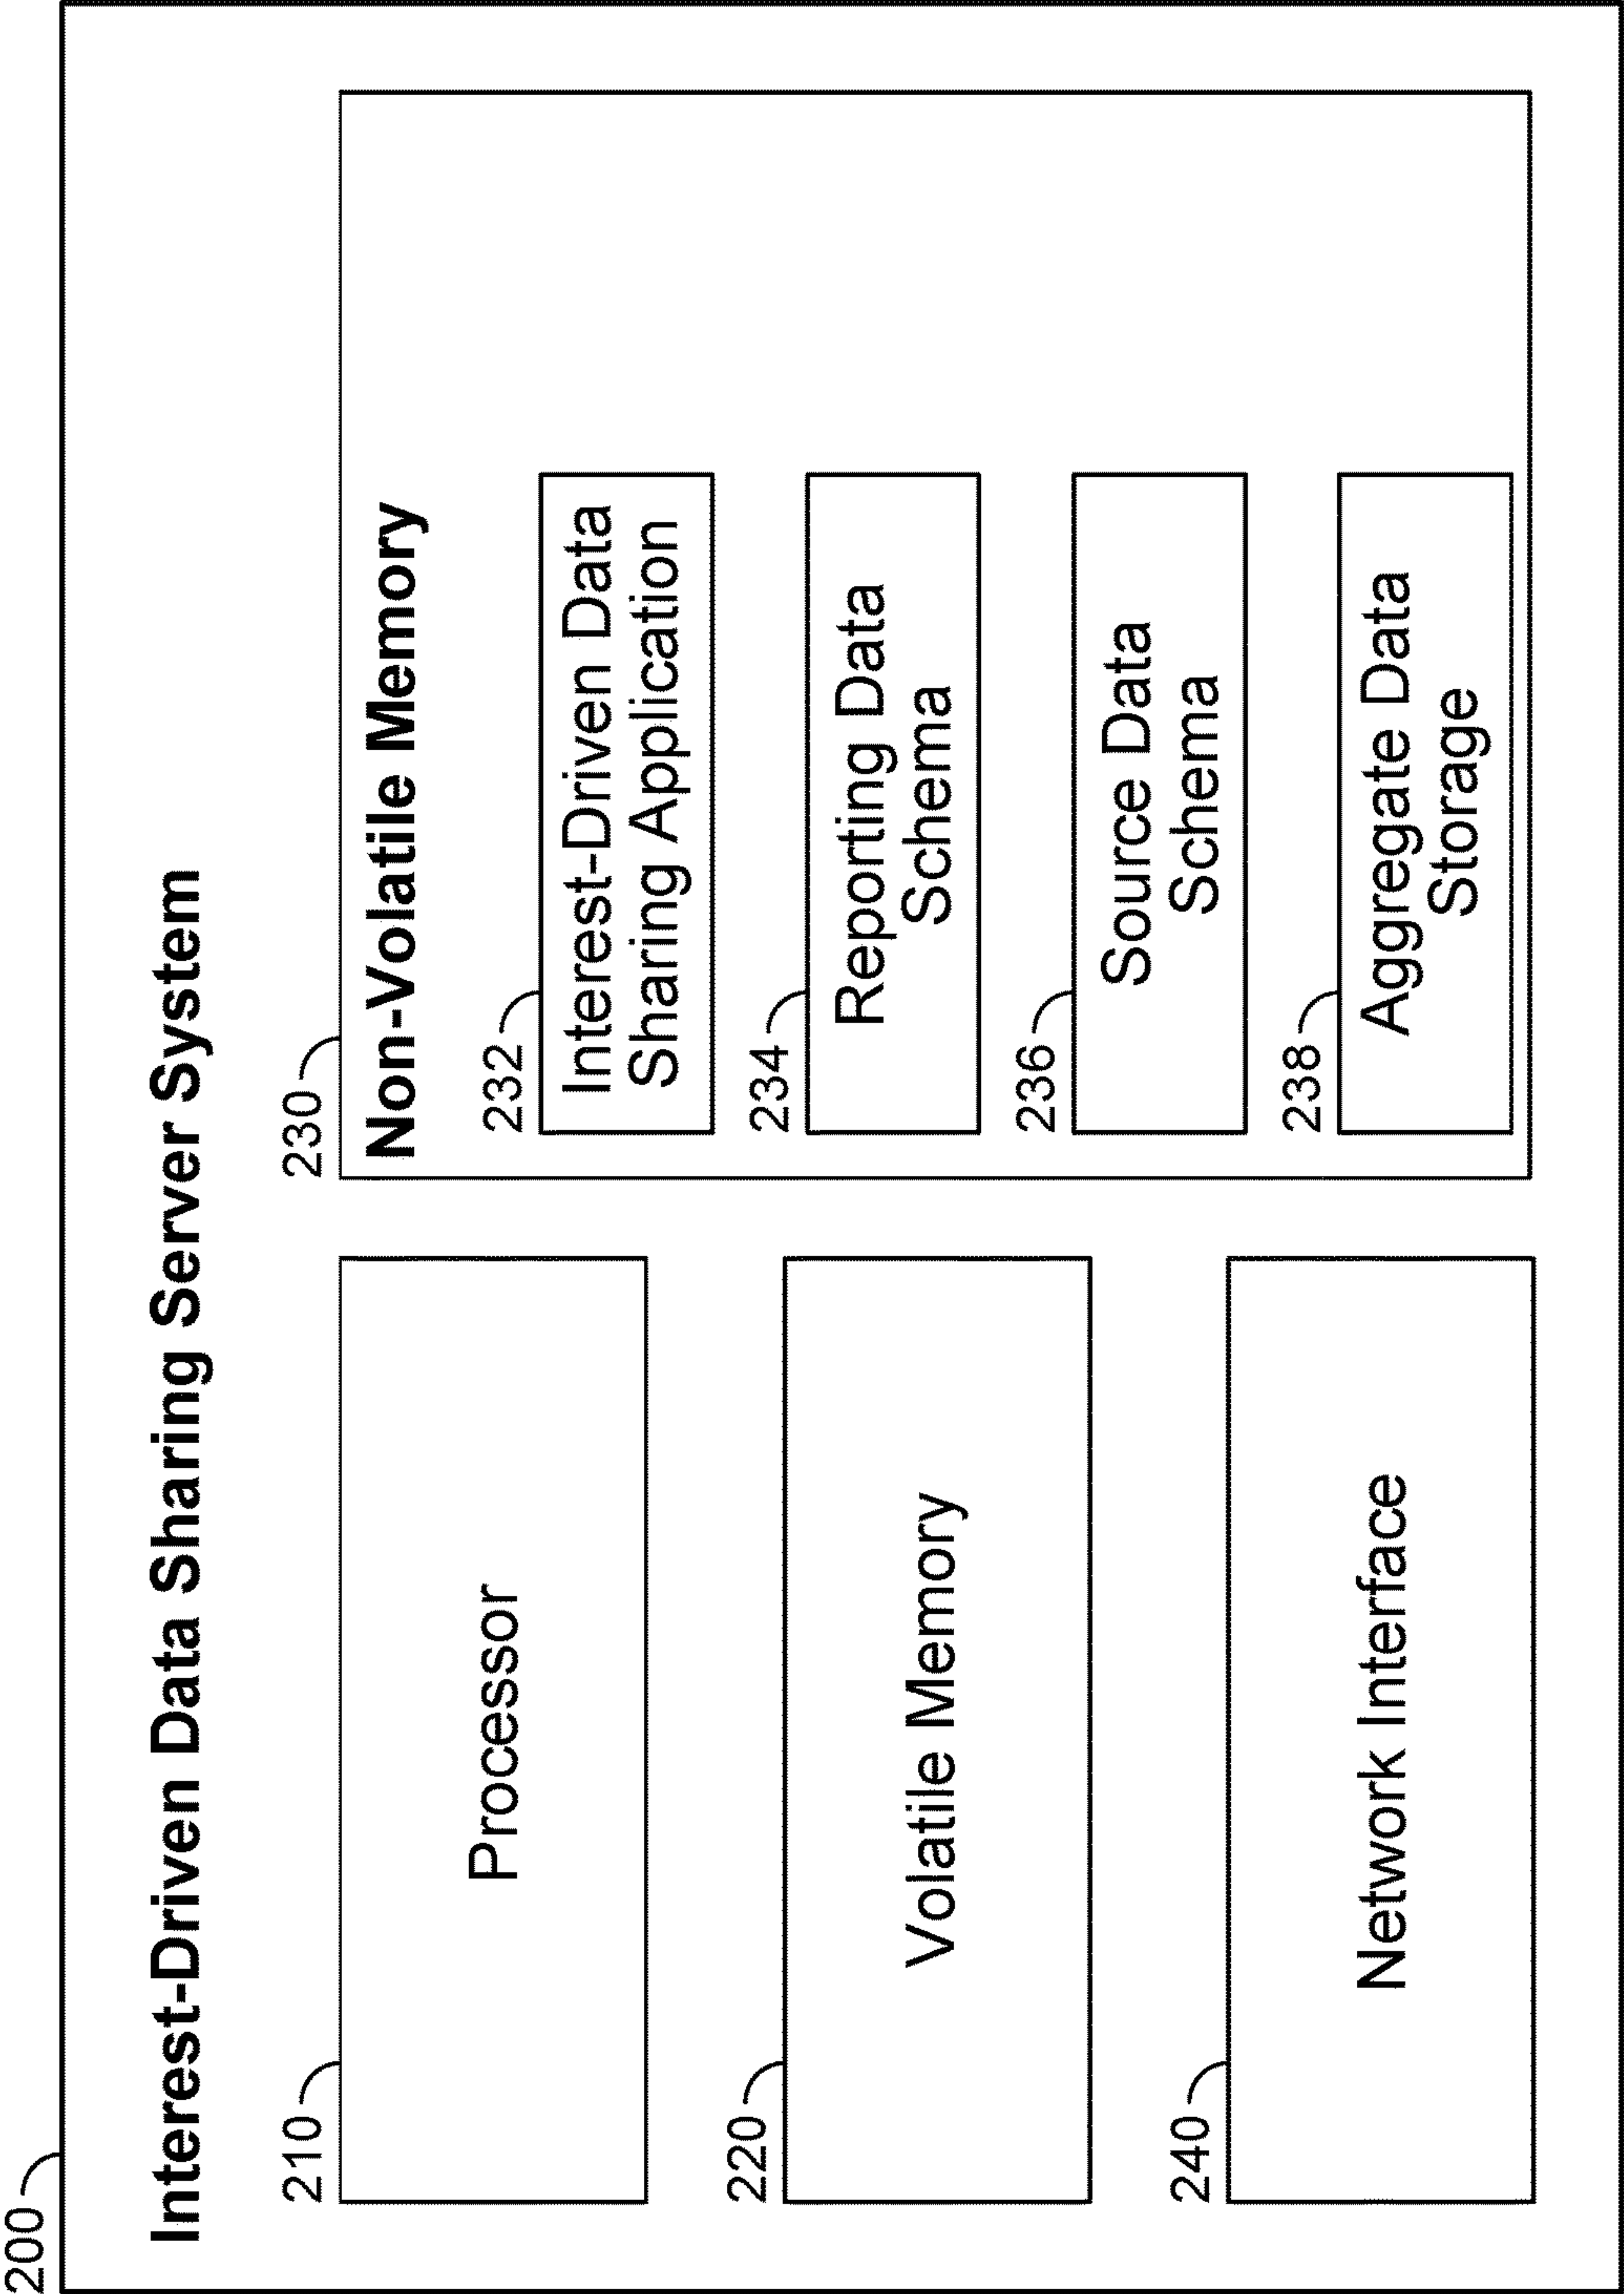 200
Interest-Driven Data Sharing Server System
210
Processor
220
Volatile Memory
240
Network Interface
230
Non-Volatile Memory
232
Interest-Driven Data
Sharing Application
234
Reporting Data
Schema
236
Source Data
Schema
238
Aggregate Data
Storage